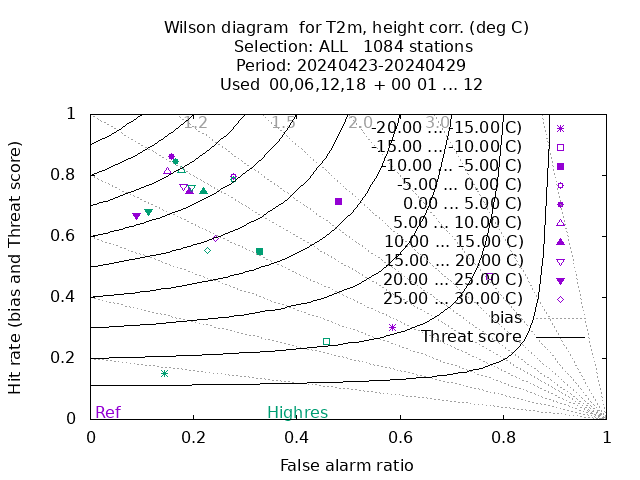 Wilson diagram  for T2m, height corr. (deg C)
Selection: ALL   1084 stations
Period: 20240423-20240429
Used  00,06,12,18  + 00 01 ... 12
1.2 1.5 2.0 3.0
-20.00 ...-15.00 C)
-15.00 ...-10.00 C)
-10.00 ... -5.00 C)
-5.00 ...  0.00 C)
0.00 ...  5.00 C)
5.00 ... 10.00 C)
10.00 ... 15.00 C)
15.00 ... 20.00 C)
20.00 ... 25.00 C)
25.00 ... 30.00 C)
bias
Threat score
Ref Highres
1
0.8
0.6
0.4
0.2
0
0 0.2 0.4 0.6 0.8 1
Hit rate (bias and Threat score)
False alarm ratio